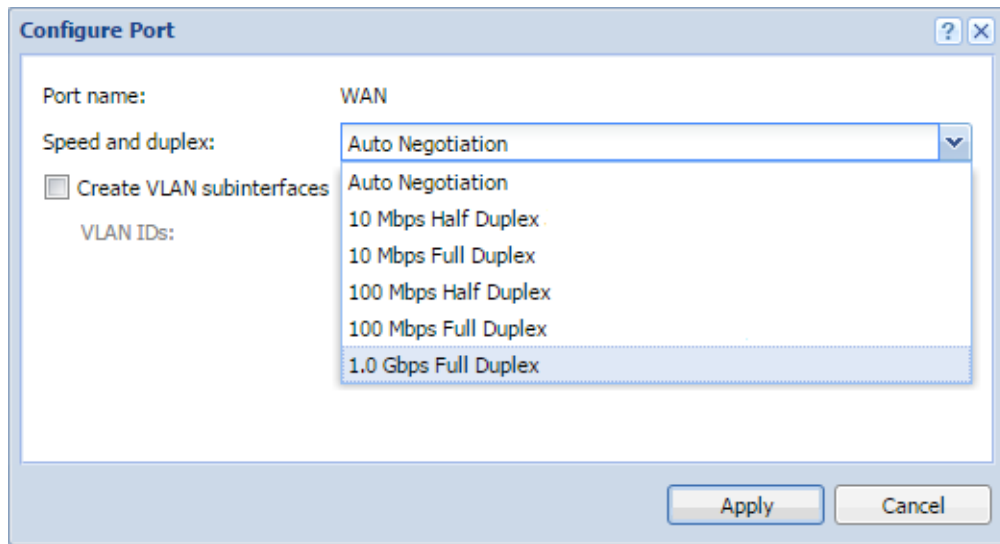 Configure Port
Port name: WAN
Speed and duplex: Auto Negotiation
Auto Negotiation
Create VLAN subinterfaces
10 Mbps Half Duplex
VLAN IDs:
10 Mbps Full Duplex
100 Mbps Half Duplex
100 Mbps Full Duplex
1.0 Gbps Full Duplex
Apply Cancel